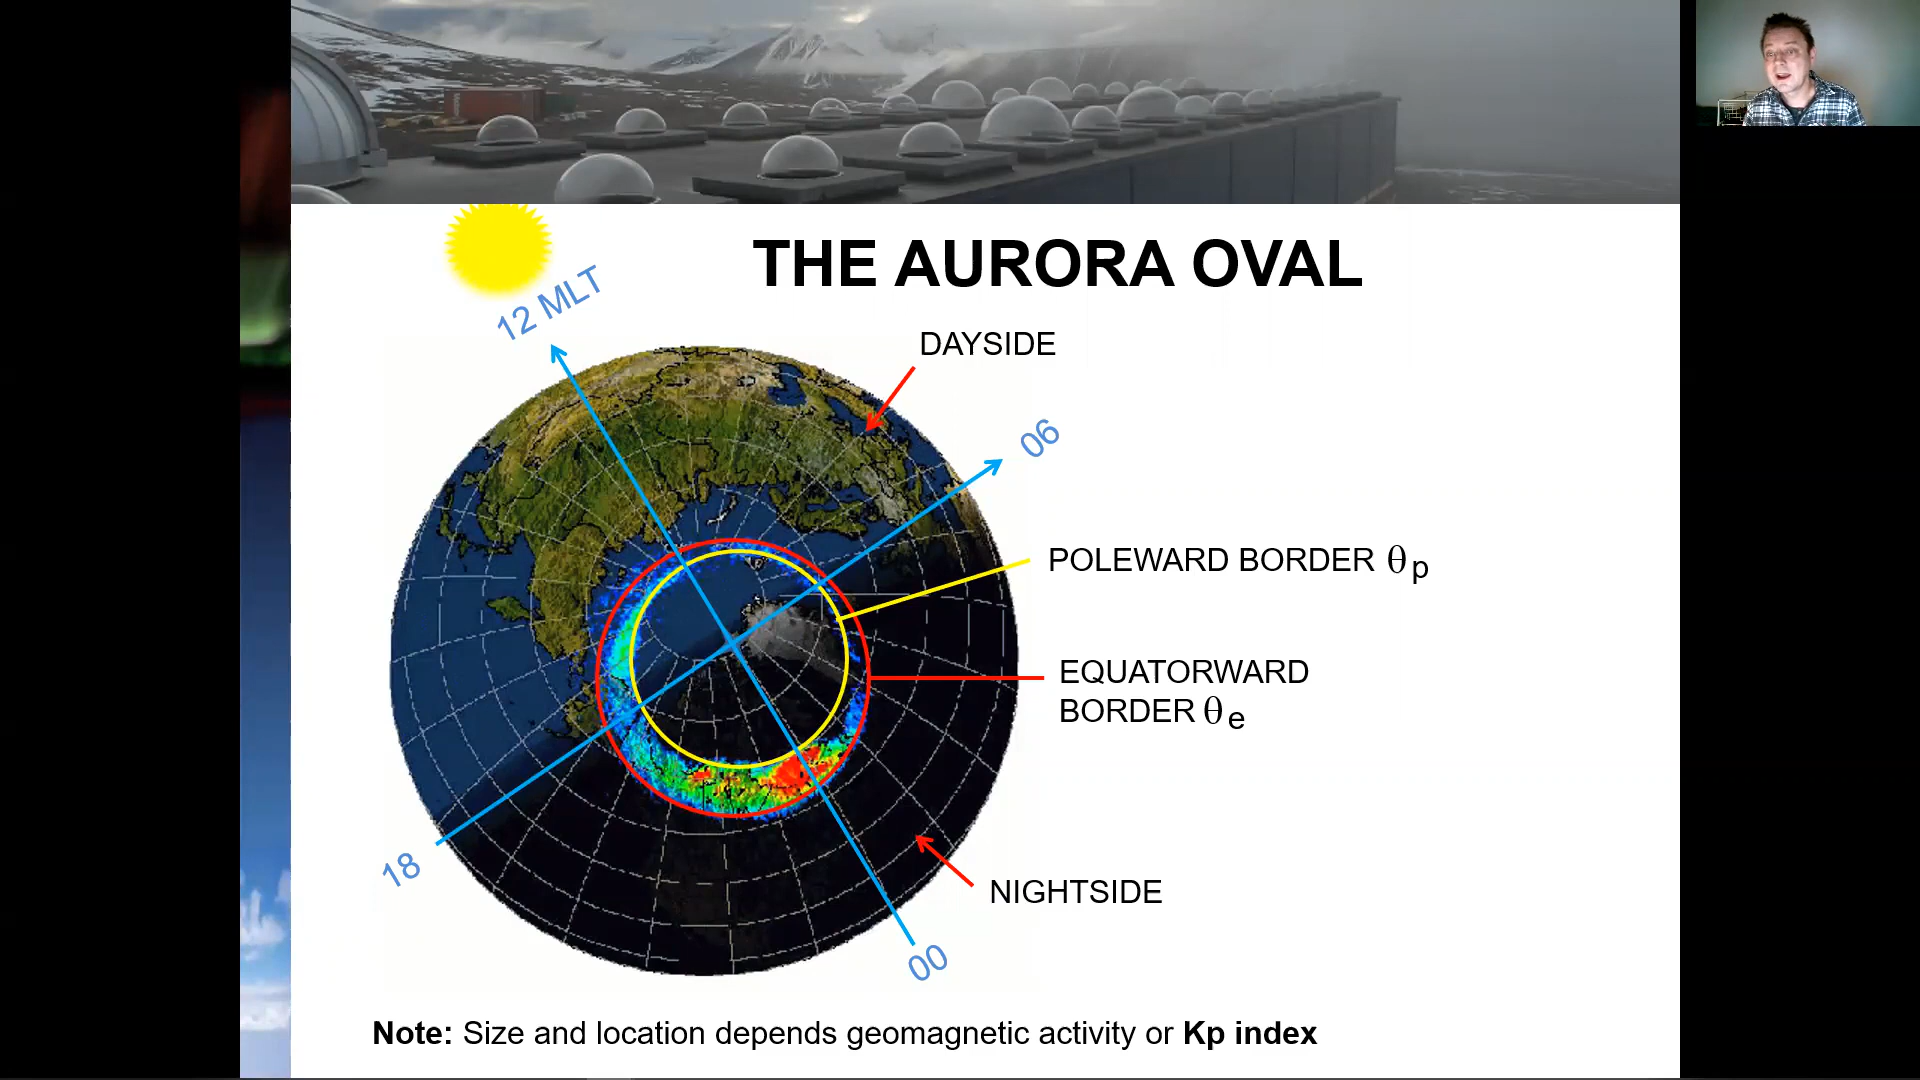 THE AURORA OVAL
12 MLT
DAYSIDE
06
POLEWARD BORDER θp
EQUATORWARD
BORDER θe
18
NIGHTSIDE
00
Note: Size and location depends geomagnetic activity or Kp index